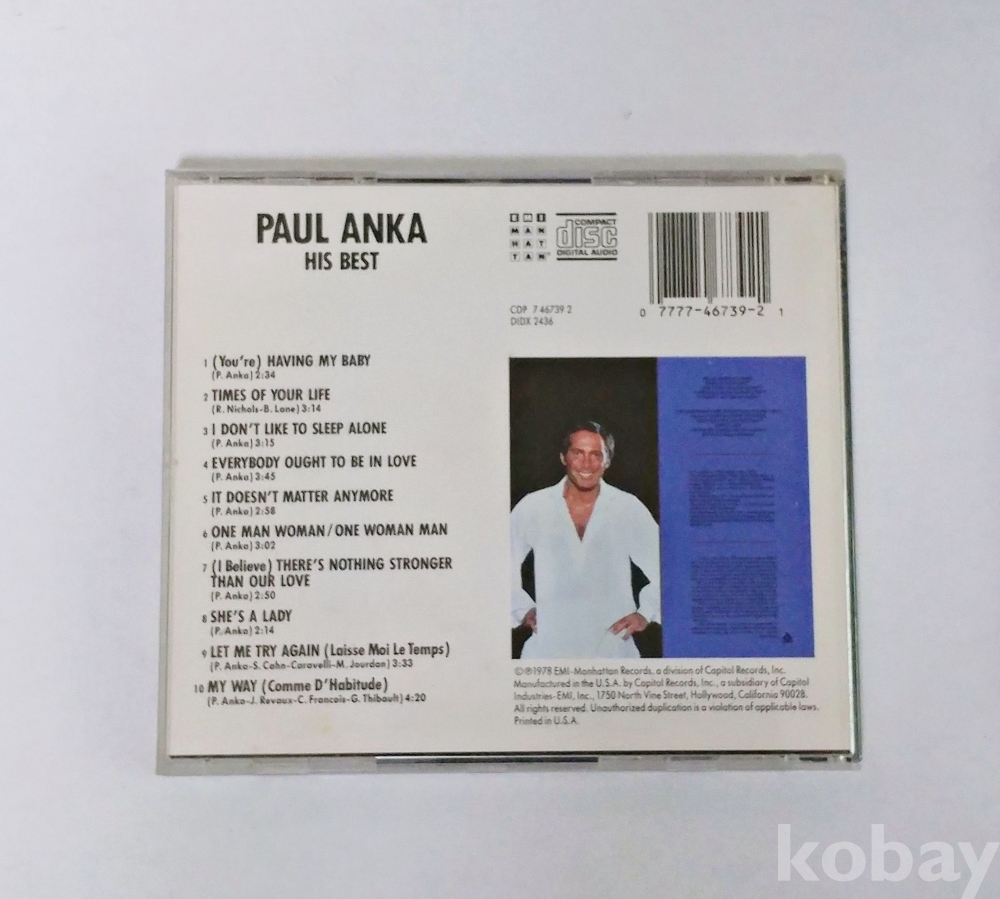 PAUL ANKA
HIS BEST
EMI
MAN
HAT
TAN
COMPACT
disc
DIGITAL AUDIO
CDP 7 46739 2
DIDX 2436
0 7777-46739-2 1
1 (You're) HAVING MY BABY
(P. Anka) 2:34
2 TIMES OF YOUR LIFE
(R. Nichols-B. Lane) 3:14
3 I DON'T LIKE TO SLEEP ALONE
(P. Anka) 3:15
4 EVERYBODY OUGHT TO BE IN LOVE
(P. Anka) 3:45
5 IT DOESN'T MATTER ANYMORE
(P. Anka) 2:58
6 ONE MAN WOMAN/ONE WOMAN MAN
(P. Anka) 3:02
7 (I Believe) THERE'S NOTHING STRONGER
THAN OUR LOVE
(P. Anka) 2:50
8 SHE'S A LADY
(P. Anka) 2:14
9 LET ME TRY AGAIN (Laisse Moi Le Temps)
(P. Anka-S. Cahn-Caravelli-M. Jourdan) 3:33
10 MY WAY (Comme D'Habitude)
(P. Anka-J. Revaux-C. Francois-G. Thibault) 4:20
©℗1978 EMI-Manhattan Records, a division of Capitol Records, Inc.
Manufactured in the U.S.A. by Capitol Records, Inc., a subsidiary of Capitol
Industries-EMI, Inc., 1750 North Vine Street, Hollywood, California 90028.
All rights reserved. Unauthorized duplication is a violation of applicable laws.
Printed in U.S.A.
kobay